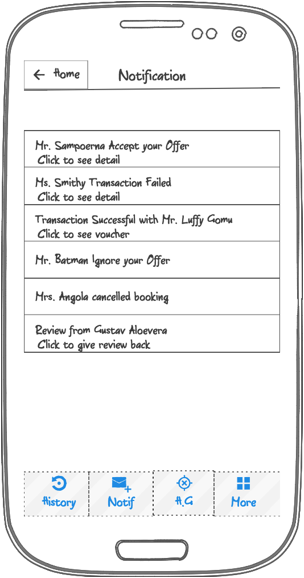 ← Home
Notification
Mr. Sampoerna Accept your Offer
Click to see detail
Ms. Smithy Transaction Failed
Click to see detail
Transaction Successful with Mr. Luffy Gomu
Click to see voucher
Mr. Batman Ignore your Offer
Mrs. Angola cancelled booking
Review from Gustav Aloevera
Click to give review back
History
Notif
H.G
More